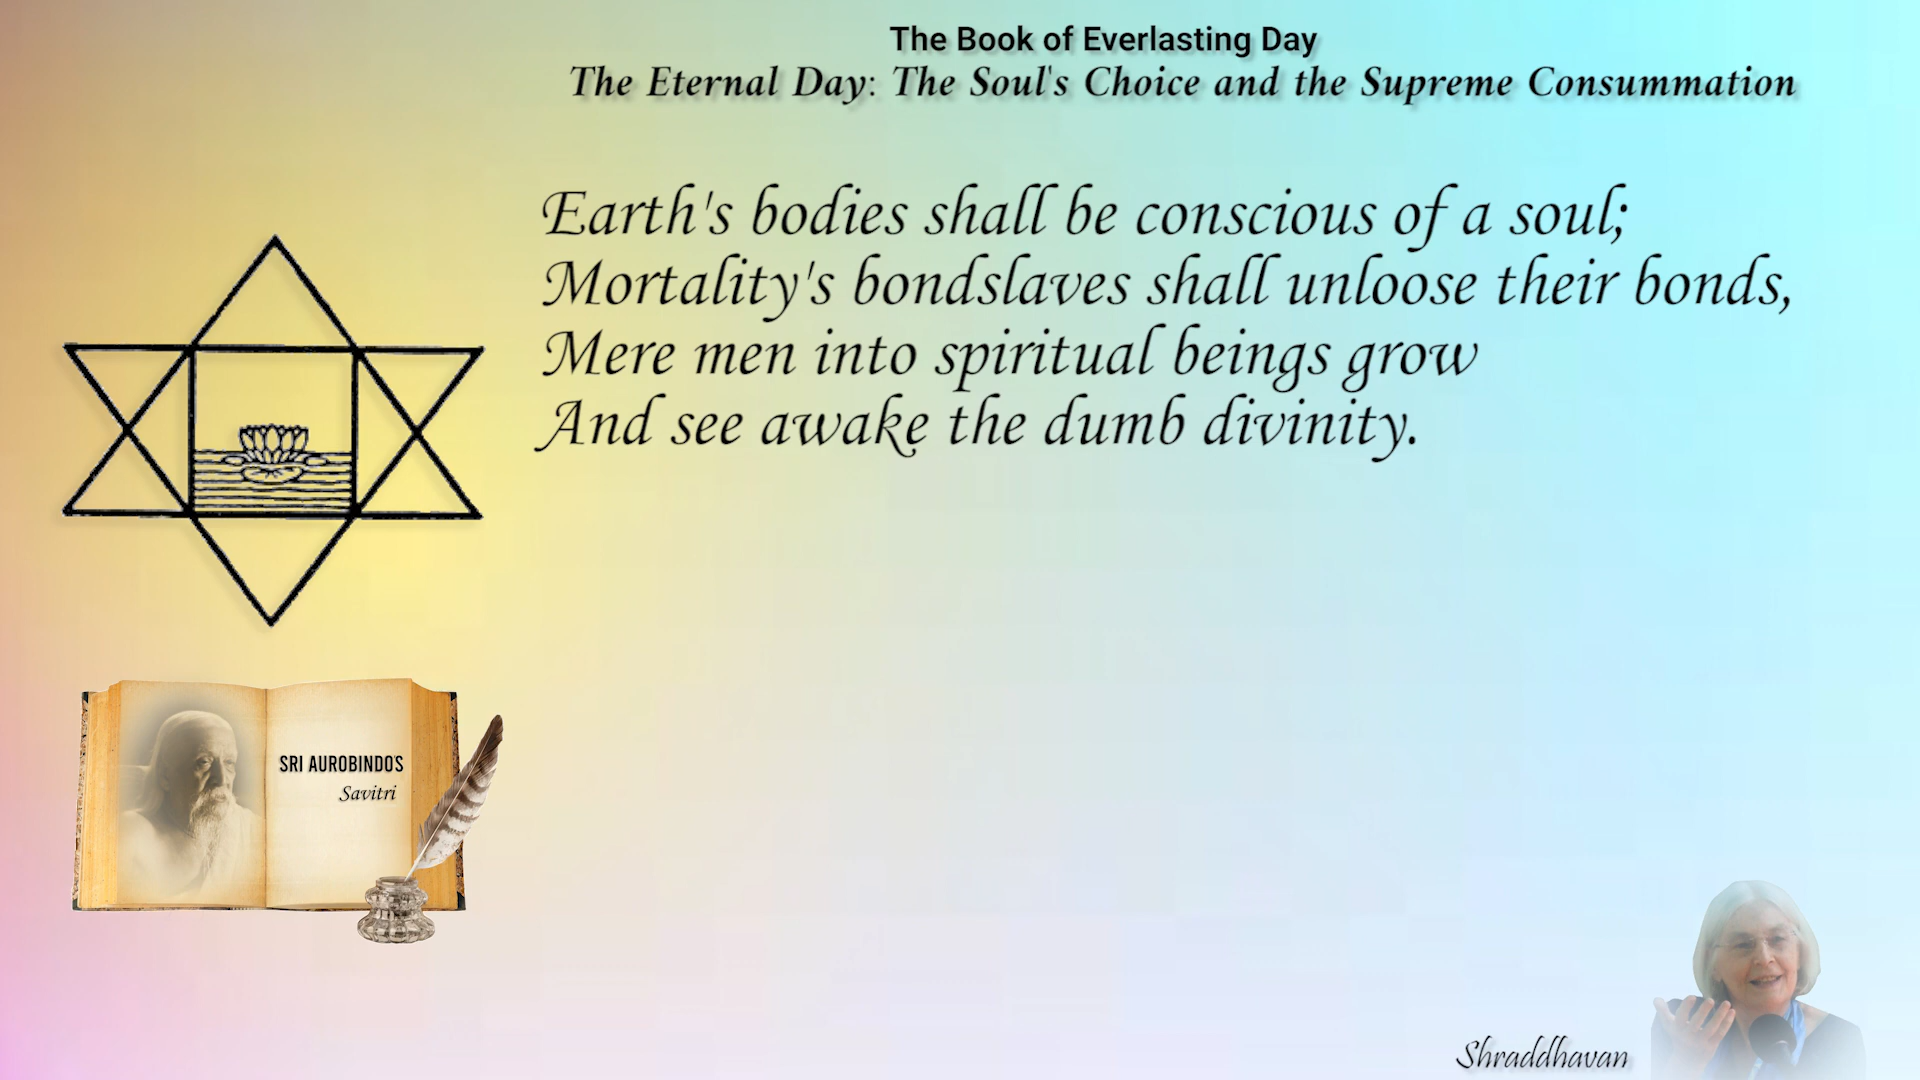 The Book of Everlasting Day
The Eternal Day: The Soul's Choice and the Supreme Consummation
Earth's bodies shall be conscious of a soul;
Mortality's bondslaves shall unloose their bonds,
Mere men into spiritual beings grow
And see awake the dumb divinity.
SRI AUROBINDO'S
Savitri
Shraddhavan